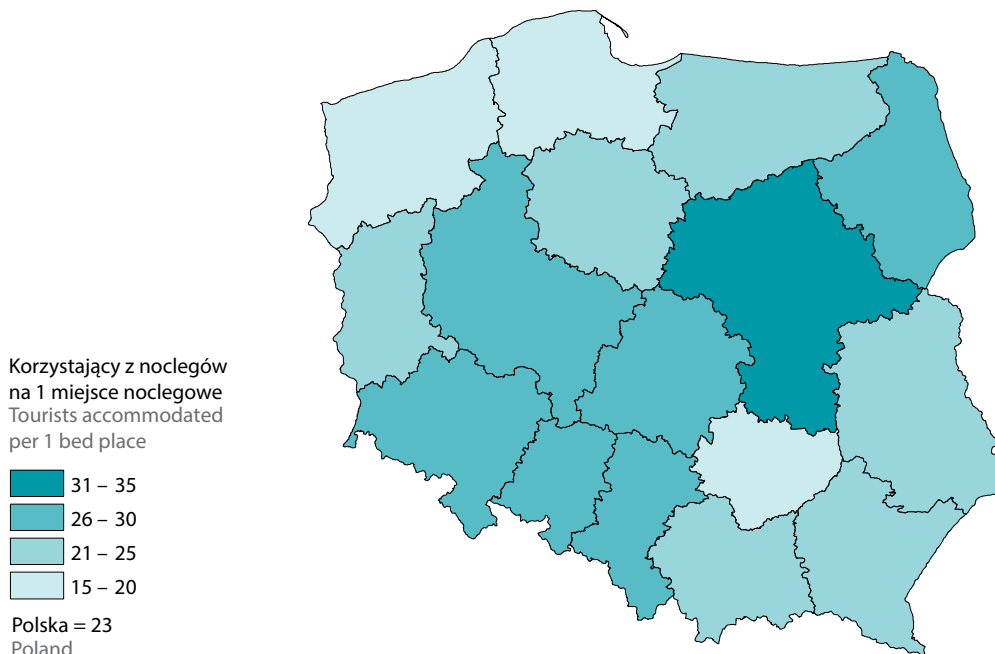 Korzystający z noclegów
na 1 miejsce noclegowe
Tourists accommodated
per 1 bed place
31 – 35
26 – 30
21 – 25
15 – 20
Polska = 23
Poland